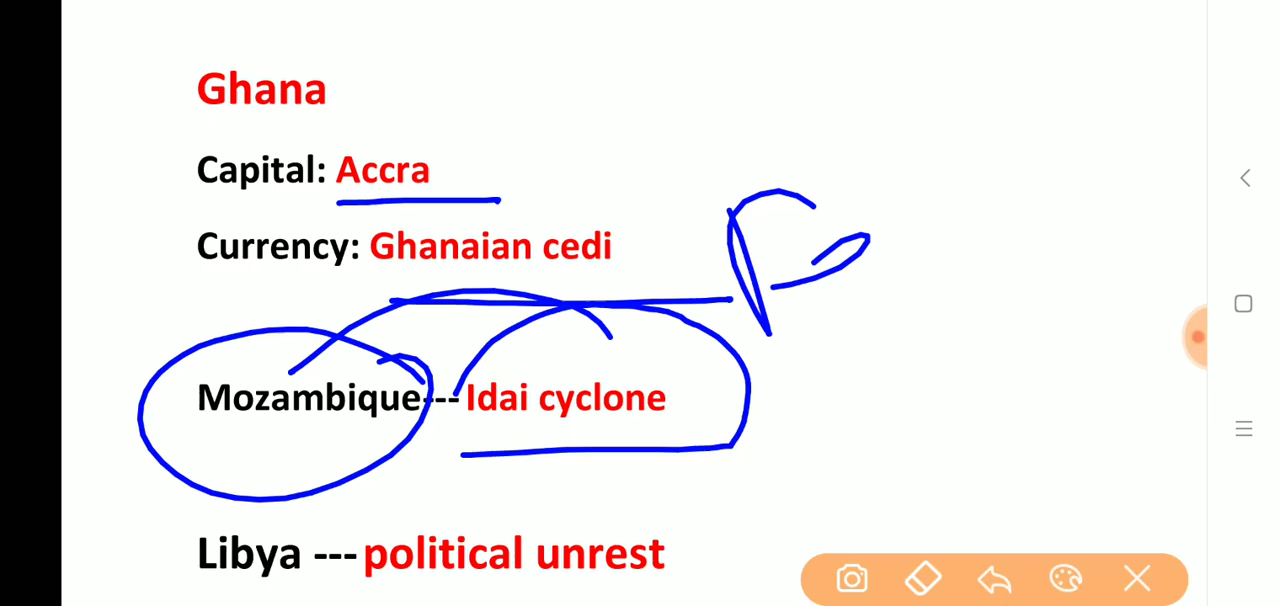 Ghana
Capital: Accra
Currency: Ghanaian cedi
Mozambique---Idai cyclone
Libya ---political unrest